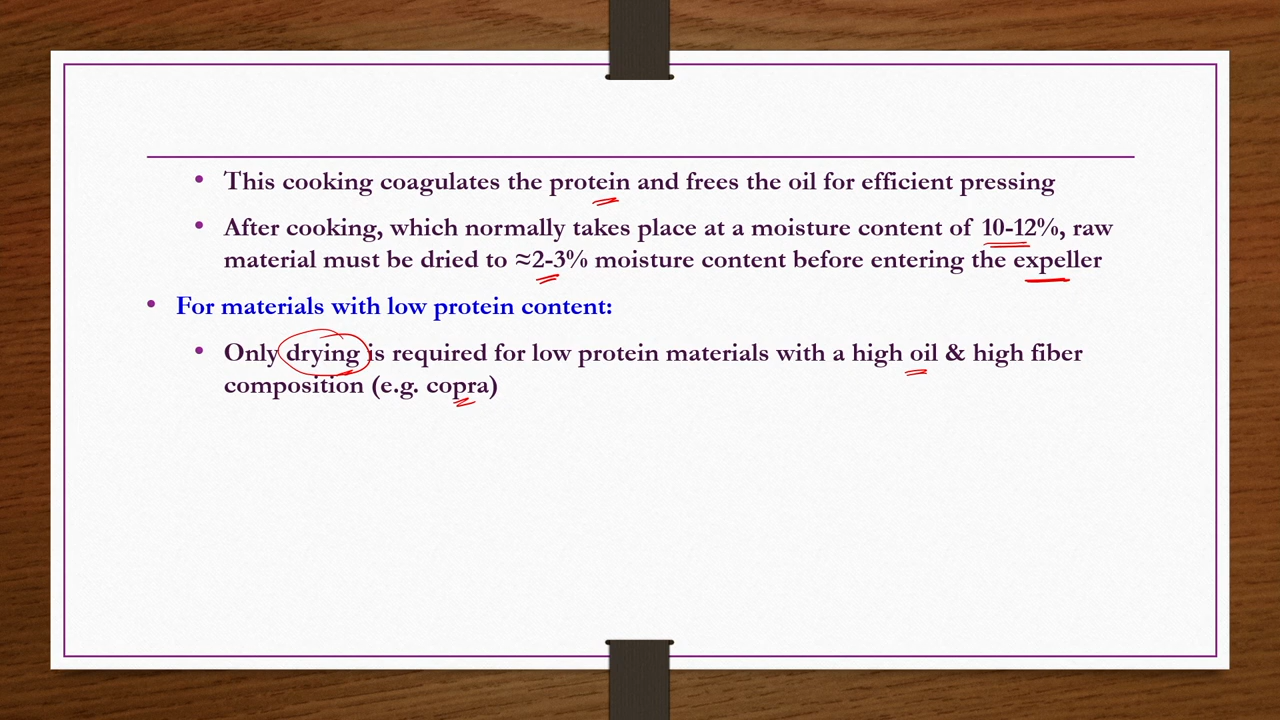 • This cooking coagulates the protein and frees the oil for efficient pressing
• After cooking, which normally takes place at a moisture content of 10-12%, raw
material must be dried to ≈2-3% moisture content before entering the expeller
• For materials with low protein content:
• Only drying is required for low protein materials with a high oil & high fiber
composition (e.g. copra)